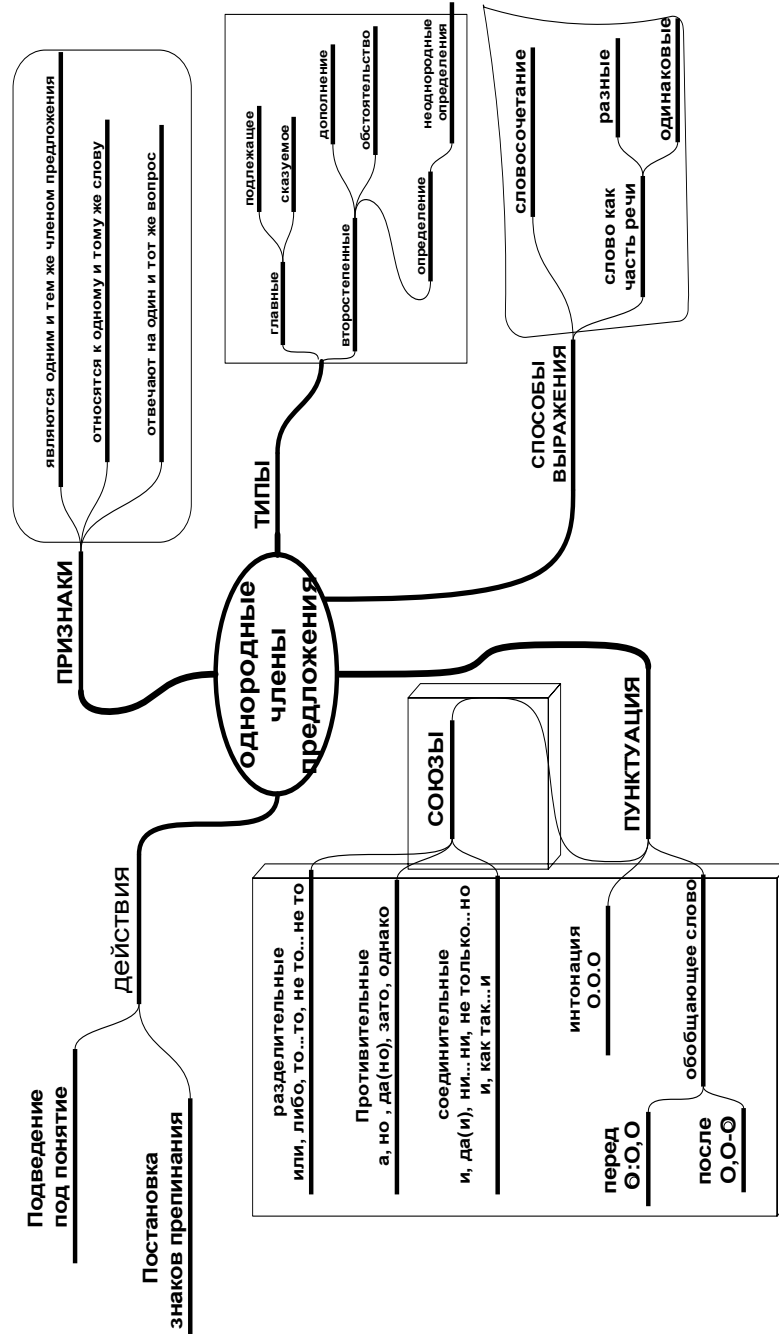 однородные
члены
предложения
ПРИЗНАКИ
являются одним и тем же членом предложения
относятся к одному и тому же слову
отвечают на один и тот же вопрос
ТИПЫ
главные
подлежащее
сказуемое
второстепенные
дополнение
обстоятельство
определение
неоднородные
определения
СПОСОБЫ
ВЫРАЖЕНИЯ
словосочетание
слово как
часть речи
разные
одинаковые
ПУНКТУАЦИЯ
СОЮЗЫ
разделительные
или, либо, то...то, не то...не то
Противительные
а, но , да(но), зато, однако
соединительные
и, да(и), ни...ни, не только...но
и, как так...и
интонация
О.О.О
обобщающее слово
перед
О:О,О
после
О,О-О
ДЕЙСТВИЯ
Подведение
под понятие
Постановка
знаков препинания